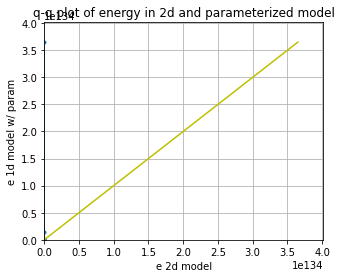 q-q plot of energy in 2d and parameterized model
1e134
4.0
3.5
3.0
2.5
2.0
1.5
1.0
0.5
0.0
e 1d model w/ param
0.0 0.5 1.0 1.5 2.0 2.5 3.0 3.5 4.0
e 2d model
1e134